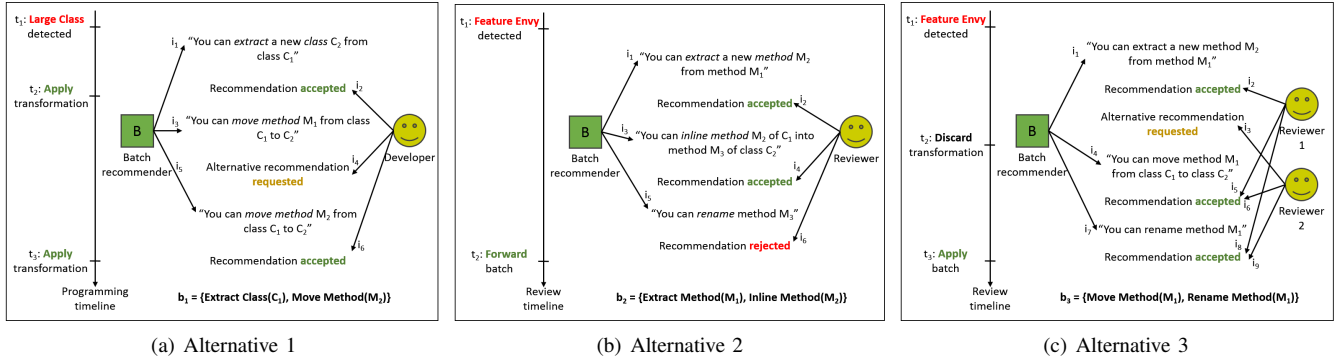 t1: Large Class
detected
i1
"You can extract a new class C2 from
class C1"
t2: Apply
transformation
Recommendation accepted
i2
B
Batch
recommender
i3
"You can move method M1 from class
C1 to C2"
Developer
i4
Alternative recommendation
requested
i5
"You can move method M2 from
class C1 to C2"
i6
t3: Apply
transformation
Recommendation accepted
Programming
timeline
b1 = {Extract Class(C1), Move Method(M2)}
(a) Alternative 1
t1: Feature Envy
detected
i1
"You can extract a new method M2
from method M1"
Recommendation accepted
i2
B
Batch
recommender
i3
"You can inline method M2 of C1 into
method M3 of class C2"
Reviewer
i4
Recommendation accepted
i5
"You can rename method M3"
i6
Recommendation rejected
t2: Forward
batch
Review
timeline
b2 = {Extract Method(M1), Inline Method(M2)}
(b) Alternative 2
t1: Feature Envy
detected
i1
"You can extract a new method M2
from method M1"
Recommendation accepted
i2
Reviewer
1
Alternative recommendation
requested
i3
t2: Discard
transformation
B
Batch
recommender
i4
"You can move method M1
from class C1 to class C2"
i5
Recommendation accepted
i6
Reviewer
2
i7
"You can rename method M1"
i8
t3: Apply
batch
Recommendation accepted
i9
Review
timeline
b3 = {Move Method(M1), Rename Method(M1)}
(c) Alternative 3